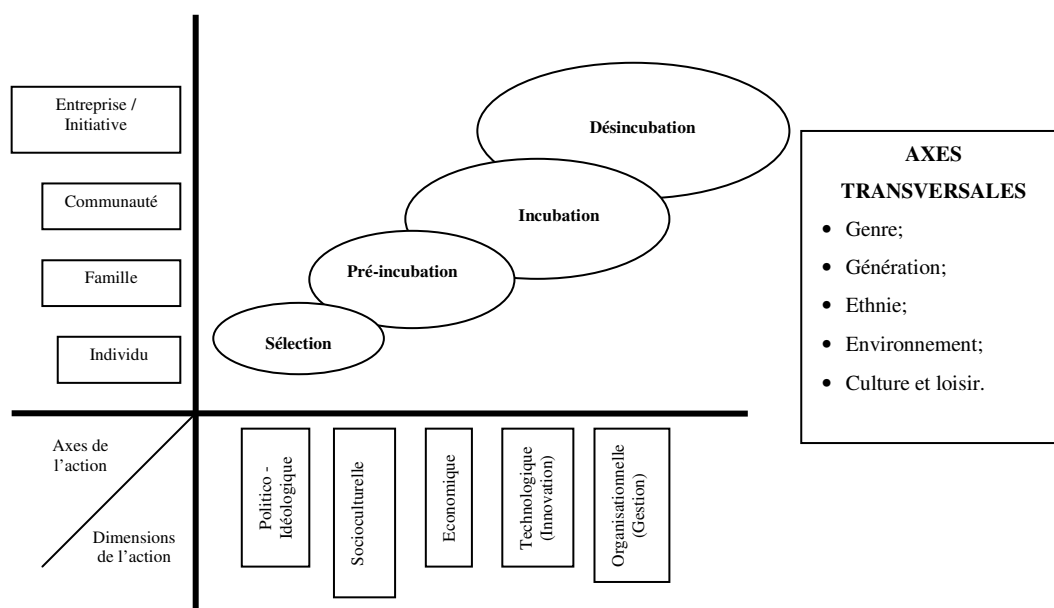 Entreprise /
Initiative
Communauté
Famille
Individu
Désincubation
Incubation
Pré-incubation
Sélection
AXES
TRANSVERSALES
• Genre;
• Génération;
• Ethnie;
• Environnement;
• Culture et loisir.
Axes de
l'action
Dimensions
de l'action
Politico -
Idéologique
Socioculturelle
Economique
Technologique
(Innovation)
Organisationnelle
(Gestion)